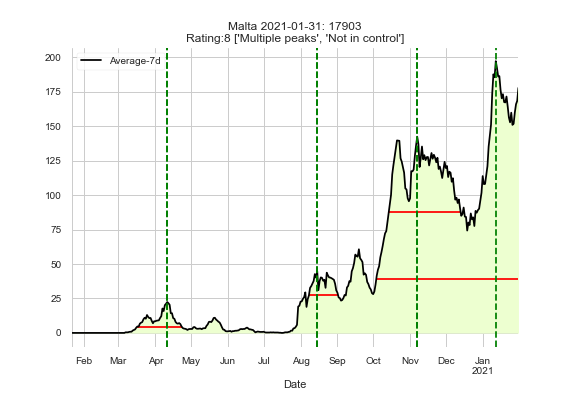 Malta 2021-01-31: 17903
Rating:8 ['Multiple peaks', 'Not in control']
Average-7d
200
175
150
125
100
75
50
25
0
Feb Mar Apr May Jun Jul Aug Sep Oct Nov Dec Jan
2021
Date